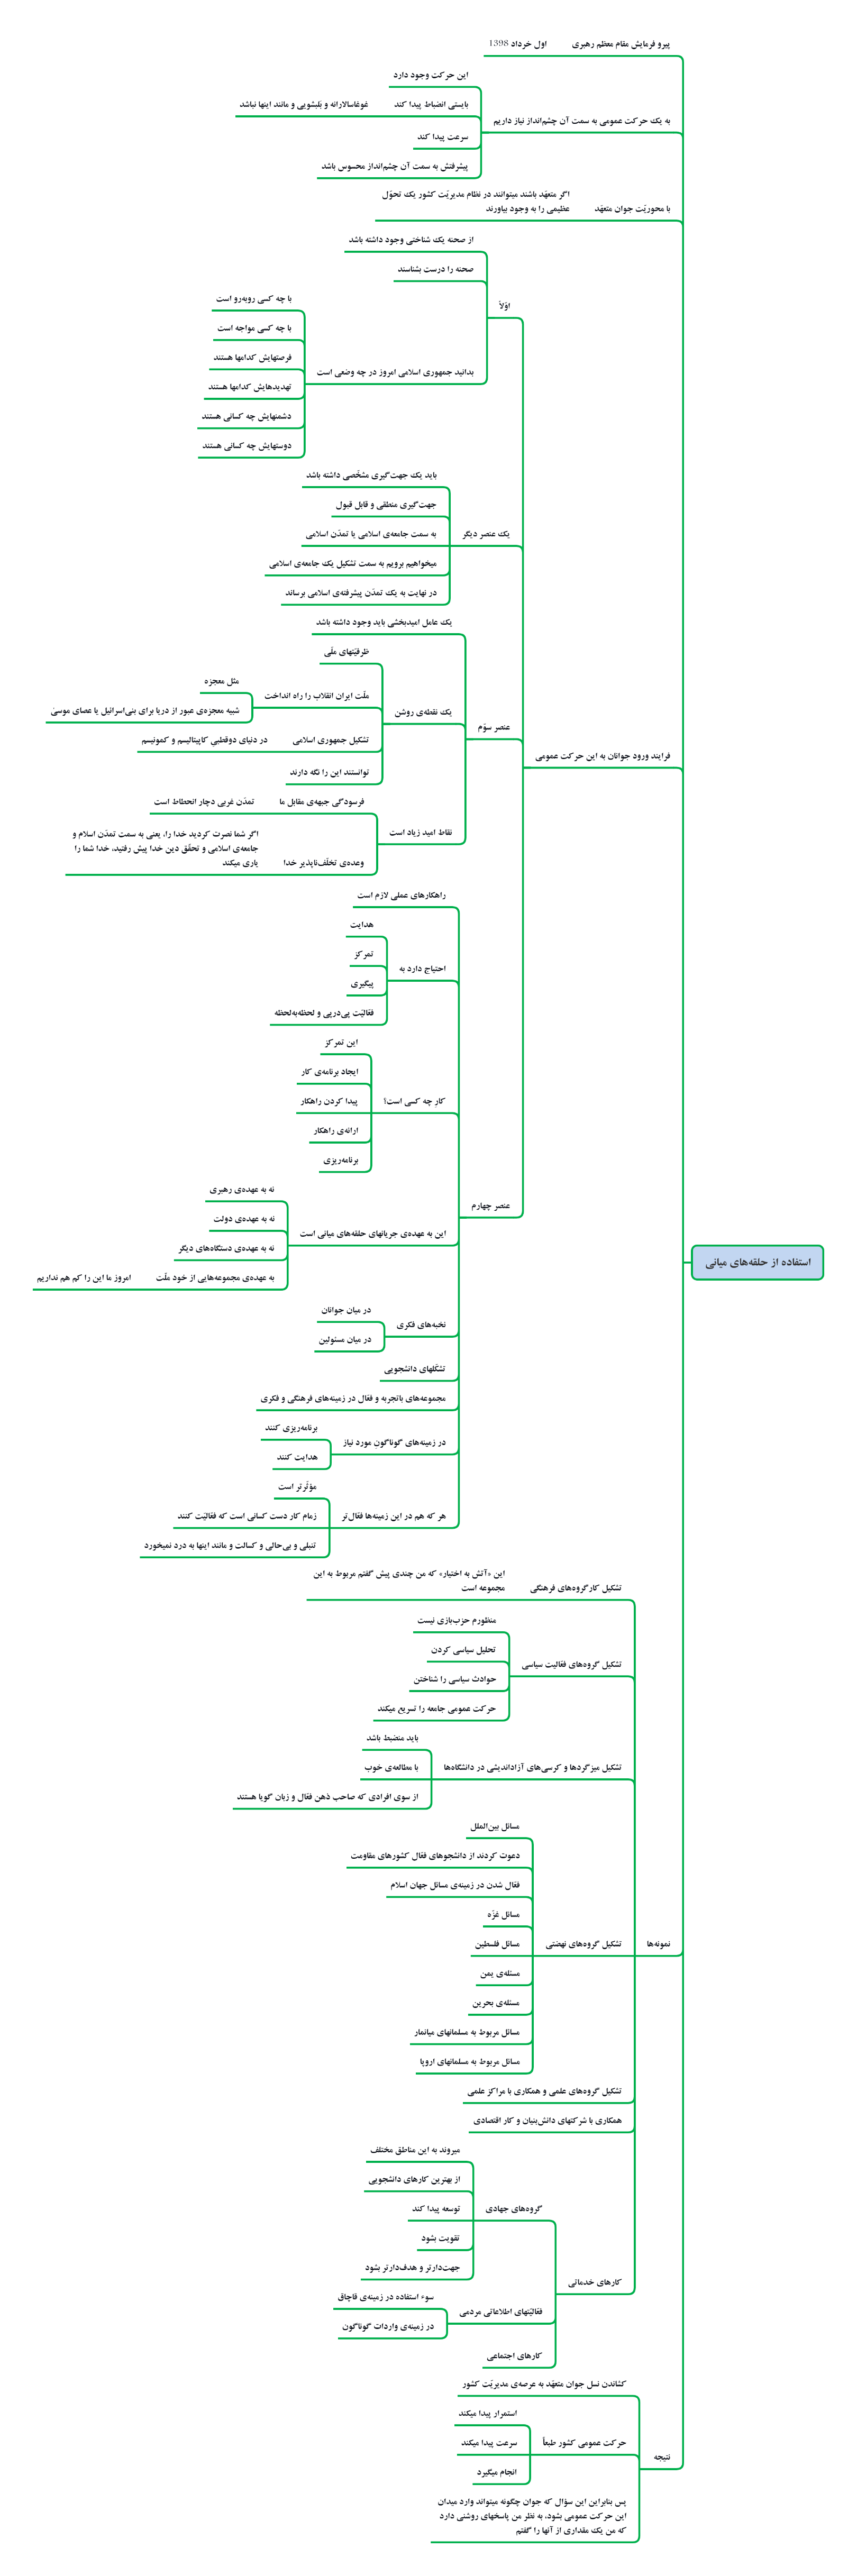 پیرو فرمایش مقام معظم رهبری
اول خرداد 1398
این حرکت وجود دارد
بایستی انضباط پیدا کند
غوغاسالارانه و بَلبشویی و مانند اینها نباشد
به یک حرکت عمومی به سمت آن چشم‌انداز نیاز داریم
سرعت پیدا کند
پیشرفتش به سمت آن چشم‌انداز محسوس باشد
با محوریّت جوان متعهّد
اگر متعهّد باشند میتوانند در نظام مدیریّت کشور یک تحوّل
عظیمی را به وجود بیاورند
از صحنه یک شناختی وجود داشته باشد
صحنه را درست بشناسند
اوّلاً
با چه کسی روبه‌رو است
با چه کسی مواجه است
فرصتهایش کدامها هستند
بدانید جمهوری اسلامی امروز در چه وضعی است
تهدیدهایش کدامها هستند
دشمنهایش چه کسانی هستند
دوستهایش چه کسانی هستند
باید یک جهت‌گیری مشخّصی داشته باشد
جهت‌گیری منطقی و قابل قبول
یک عنصر دیگر
به سمت جامعه‌ی اسلامی یا تمدّن اسلامی
میخواهیم برویم به سمت تشکیل یک جامعه‌ی اسلامی
در نهایت به یک تمدّن پیشرفته‌ی اسلامی برساند
یک عامل امیدبخشی باید وجود داشته باشد
ظرفیّتهای ملّی
مثل معجزه
ملّت ایران انقلاب را راه انداخت
شبیه معجزه‌ی عبور از دریا برای بنی‌اسرائیل یا عصای موسیٰ
یک نقطه‌ی روشن
عنصر سوّم
تشکیل جمهوری اسلامی
در دنیای دوقطبی کاپیتالیسم و کمونیسم
فرایند ورود جوانان به این حرکت عمومی
توانستند این را نگه دارند
فرسودگی جبهه‌ی مقابل ما
تمدّن غربی دچار انحطاط است
نقاط امید زیاد است
اگر شما نصرت کردید خدا را، یعنی به سمت تمدّن اسلام و
جامعه‌ی اسلامی و تحقّق دین خدا پیش رفتید، خدا شما را
یاری میکند
وعده‌ی تخلّف‌ناپذیر خدا
راهکارهای عملی لازم است
هدایت
تمرکز
احتیاج دارد به
پیگیری
فعّالیّت پی‌درپی و لحظه‌به‌لحظه
این تمرکز
ایجاد برنامه‌ی کار
کارِ چه کسی است؟
پیدا کردن راهکار
ارائه‌ی راهکار
برنامه‌ریزی
نه به عهده‌ی رهبری
عنصر چهارم
نه به عهده‌ی دولت
این به عهده‌ی جریانهای حلقه‌های میانی است
نه به عهده‌ی دستگاه‌های دیگر
استفاده از حلقه‌های میانی
به عهده‌ی مجموعه‌هایی از خود ملّت
امروز ما این را کم هم نداریم
در میان جوانان
نخبه‌های فکری
در میان مسئولین
تشکّلهای دانشجویی
مجموعه‌های باتجربه و فعّال در زمینه‌های فرهنگی و فکری
برنامه‌ریزی کنند
در زمینه‌های گوناگونِ مورد نیاز
هدایت کنند
مؤثّرتر است
هر که هم در این زمینه‌ها فعّال‌تر
زمام کار دست کسانی است که فعّالیّت کنند
تنبلی و بی‌حالی و کسالت و مانند اینها به درد نمیخورد
تشکیل کارگروه‌های فرهنگی
این «آتش به اختیار» که من چندی پیش گفتم مربوط به این
مجموعه است
منظورم حزب‌بازی نیست
تحلیل سیاسی کردن
تشکیل گروه‌های فعّالیت سیاسی
حوادث سیاسی را شناختن
حرکت عمومی جامعه را تسریع میکند
باید منضبط باشد
تشکیل میزگردها و کرسی‌های آزاداندیشی در دانشگاه‌ها
با مطالعه‌ی خوب
از سوی افرادی که صاحب ذهن فعّال و زبان گویا هستند
مسائل بین‌الملل
دعوت کردند از دانشجوهای فعّال کشورهای مقاومت
فعّال شدن در زمینه‌ی مسائل جهان اسلام
مسائل غزّه
نمونه‌ها
تشکیل گروه‌های نهضتی
مسائل فلسطین
مسئله‌ی یمن
مسئله‌ی بحرین
مسائل مربوط به مسلمانهای میانمار
مسائل مربوط به مسلمانهای اروپا
تشکیل گروه‌های علمی و همکاری با مراکز علمی
همکاری با شرکتهای دانش‌بنیان و کار اقتصادی
میروند به این مناطق مختلف
از بهترین کارهای دانشجویی
گروه‌های جهادی
توسعه پیدا کند
تقویت بشود
جهت‌دارتر و هدف‌دارتر بشود
کارهای خدماتی
سوء استفاده در زمینه‌ی قاچاق
فعّالیّتهای اطلاعاتی مردمی
در زمینه‌ی واردات گوناگون
کارهای اجتماعی
کشاندن نسل جوان متعهّد به عرصه‌ی مدیریّت کشور
استمرار پیدا میکند
حرکت عمومی کشور طبعاً
سرعت پیدا میکند
نتیجه
انجام میگیرد
پس بنابراین این سؤال که جوان چگونه میتواند وارد میدان
این حرکت عمومی بشود، به نظر من پاسخهای روشنی دارد
که من یک مقداری از آنها را گفتم